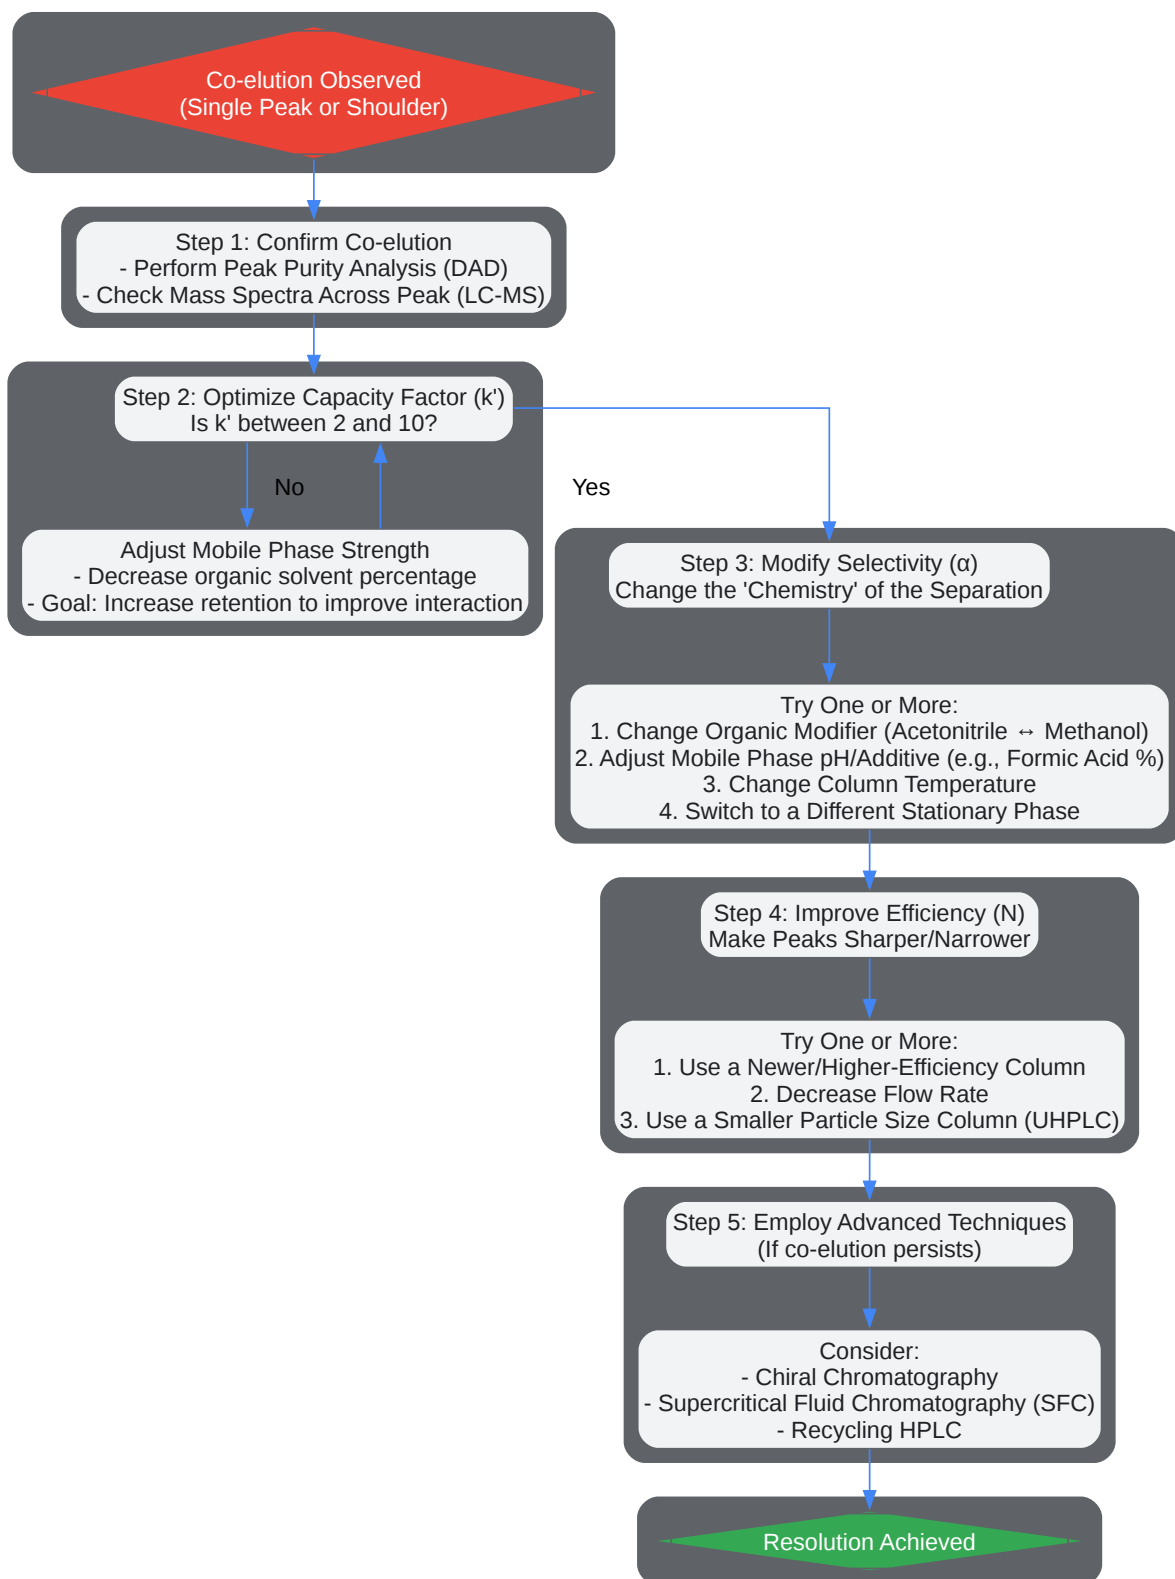 Co-elution Observed
(Single Peak or Shoulder)
Step 1: Confirm Co-elution
- Perform Peak Purity Analysis (DAD)
- Check Mass Spectra Across Peak (LC-MS)
Step 2: Optimize Capacity Factor (k')
Is k' between 2 and 10?
No
Yes
Adjust Mobile Phase Strength
- Decrease organic solvent percentage
- Goal: Increase retention to improve interaction
Step 3: Modify Selectivity (α)
Change the 'Chemistry' of the Separation
Try One or More:
1. Change Organic Modifier (Acetonitrile ↔ Methanol)
2. Adjust Mobile Phase pH/Additive (e.g., Formic Acid %)
3. Change Column Temperature
4. Switch to a Different Stationary Phase
Step 4: Improve Efficiency (N)
Make Peaks Sharper/Narrower
Try One or More:
1. Use a Newer/Higher-Efficiency Column
2. Decrease Flow Rate
3. Use a Smaller Particle Size Column (UHPLC)
Step 5: Employ Advanced Techniques
(If co-elution persists)
Consider:
- Chiral Chromatography
- Supercritical Fluid Chromatography (SFC)
- Recycling HPLC
Resolution Achieved